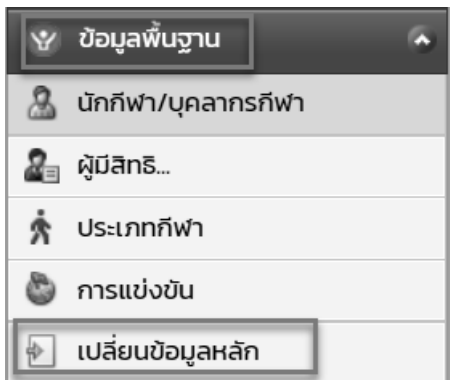 ข้อมูลพื้นฐาน
นักกีฬา/บุคลากรกีฬา
ผู้มีสิทธิ...
ประเภทกีฬา
การแข่งขัน
เปลี่ยนข้อมูลหลัก